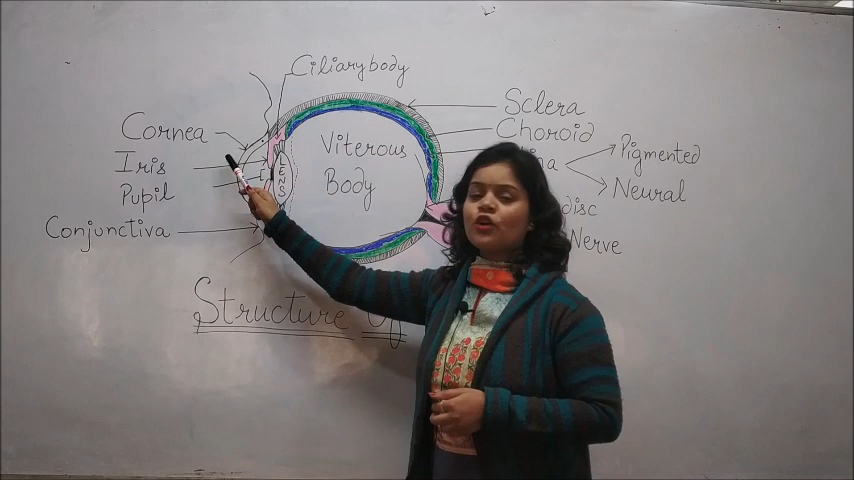 Ciliary body
Cornea
Iris
Pupil
Conjunctiva
LENS
Viterous
Body
Sclera
Choroid
Pigmented
Neural
disc
Nerve
Structure